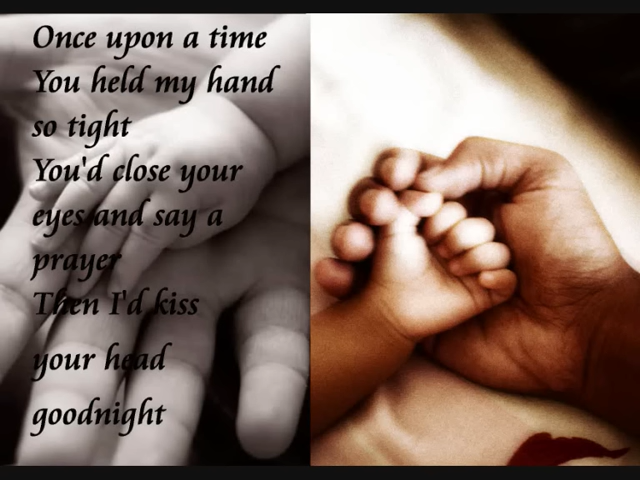 Once upon a time
You held my hand
so tight
You'd close your
eyes and say a
prayer
Then I'd kiss
your head
goodnight